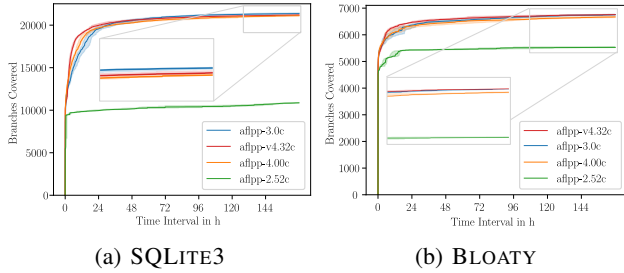 Branches Covered
20000
15000
10000
5000
0
aflpp-3.0c
aflpp-v4.32c
aflpp-4.00c
aflpp-2.52c
0
24
48
72
96
120
144
Time Interval in h
(a) SQLITE3
Branches Covered
7000
6000
5000
4000
3000
2000
1000
0
aflpp-v4.32c
aflpp-3.0c
aflpp-4.00c
aflpp-2.52c
0
24
48
72
96
120
144
Time Interval in h
(b) BLOATY